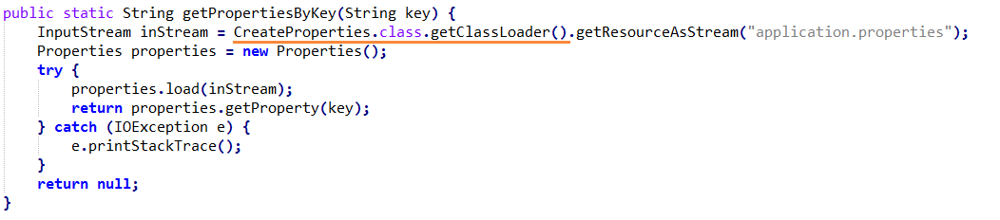 public static String getPropertiesByKey(String key) {
    InputStream inStream = CreateProperties.class.getClassLoader().getResourceAsStream("application.properties");
    Properties properties = new Properties();
    try {
        properties.load(inStream);
        return properties.getProperty(key);
    } catch (IOException e) {
        e.printStackTrace();
    }
    return null;
}